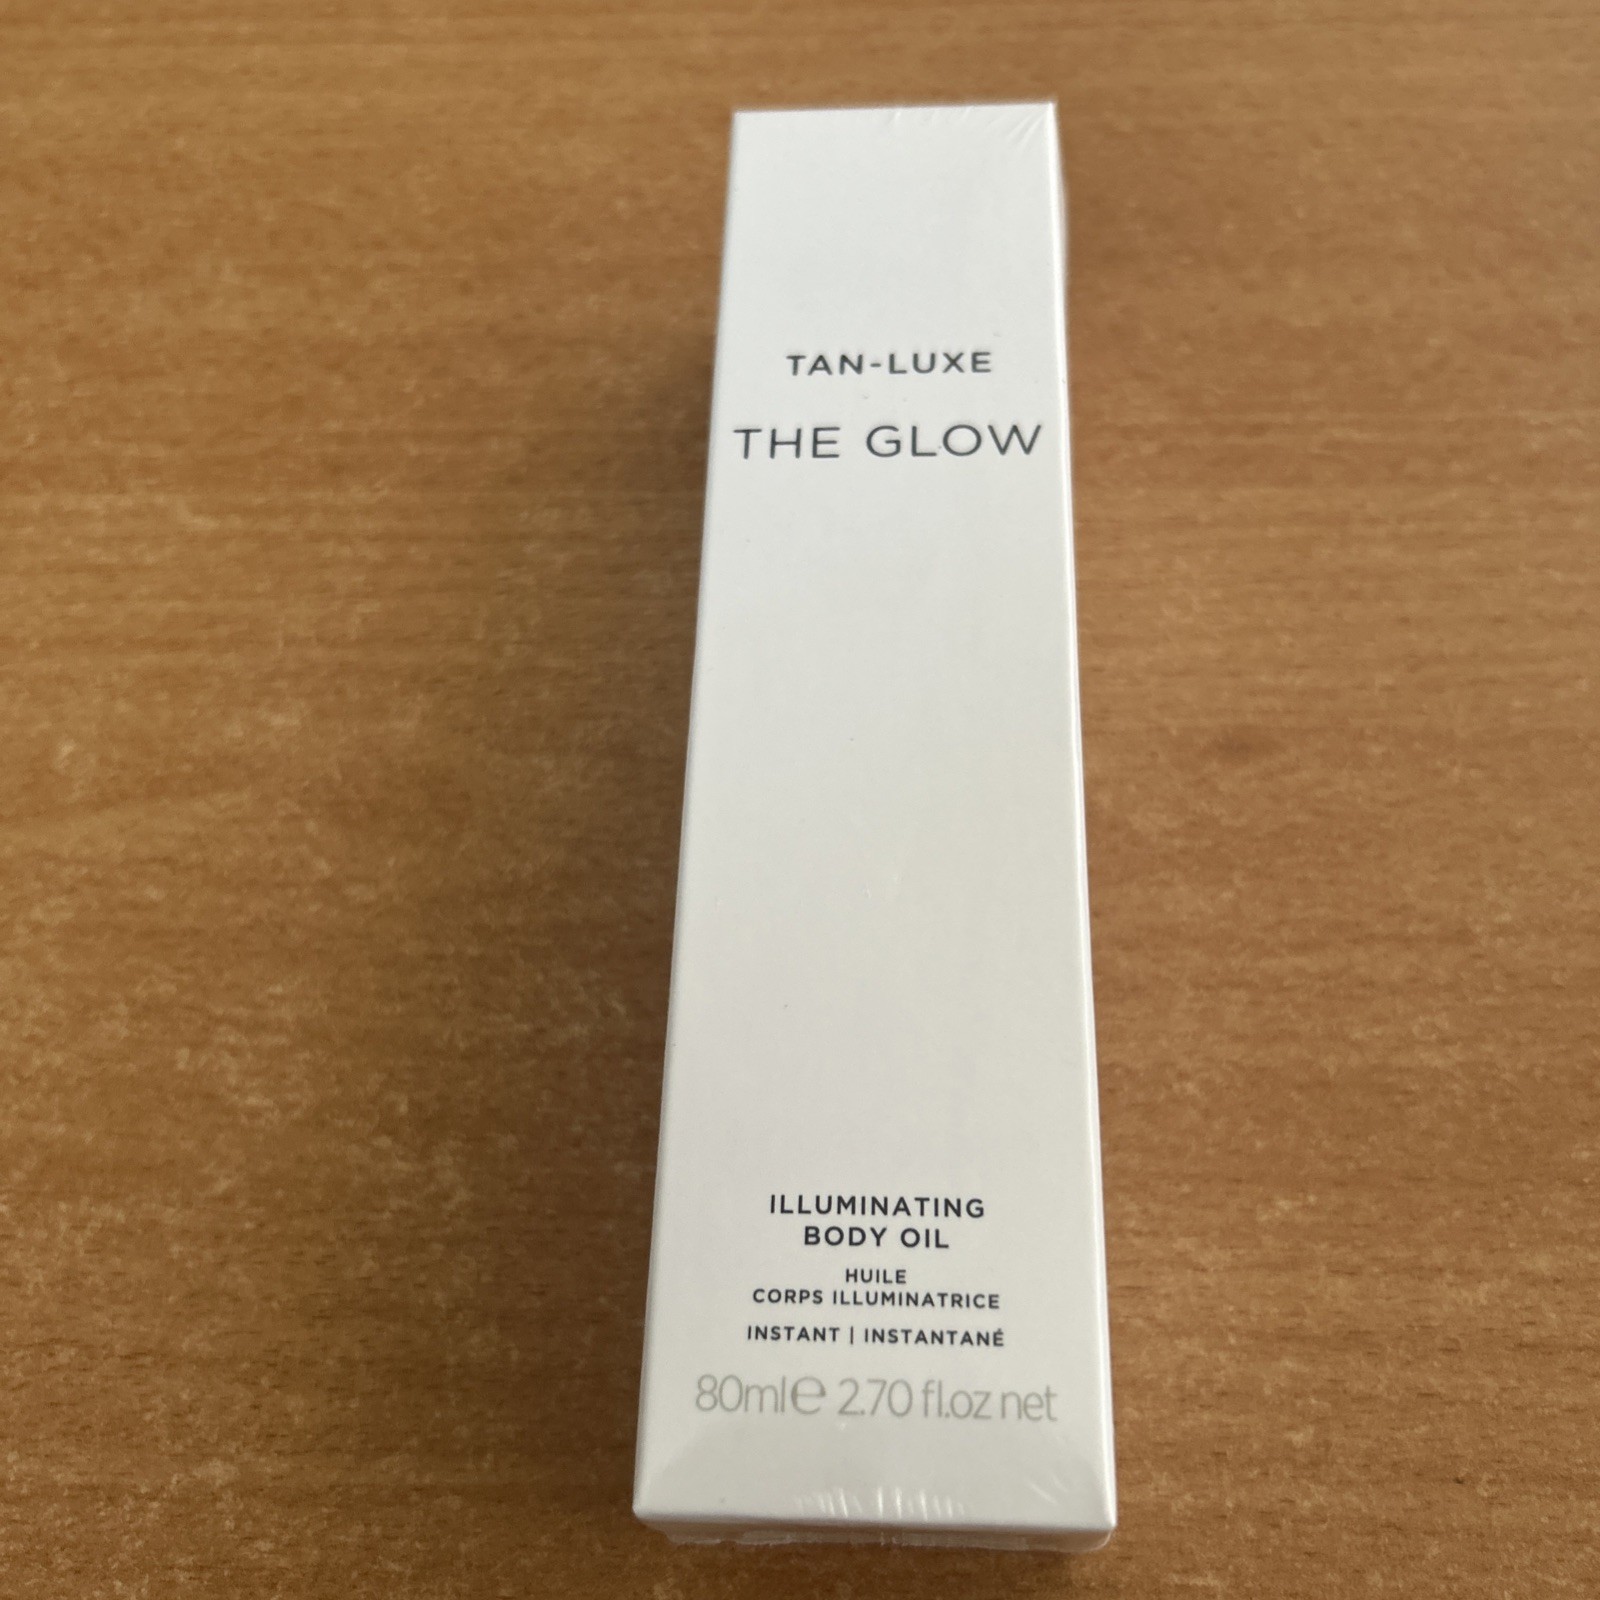 TAN-LUXE
THE GLOW
ILLUMINATING
BODY OIL
HUILE
CORPS ILLUMINATRICE
INSTANT | INSTANTANÉ
80ml℮ 2.70 fl.oz net